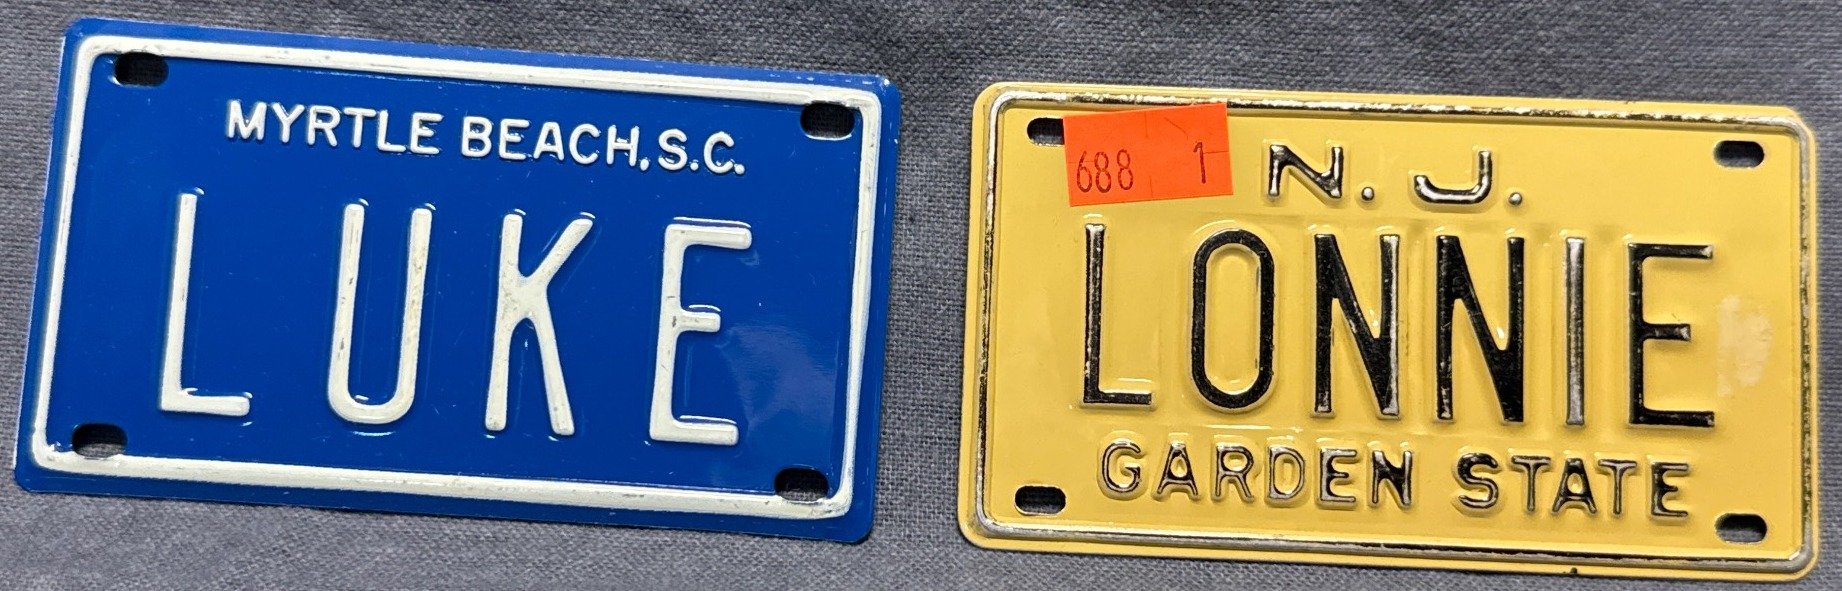 MYRTLE BEACH, S.C.
LUKE
688 1
N. J.
LONNIE
GARDEN STATE